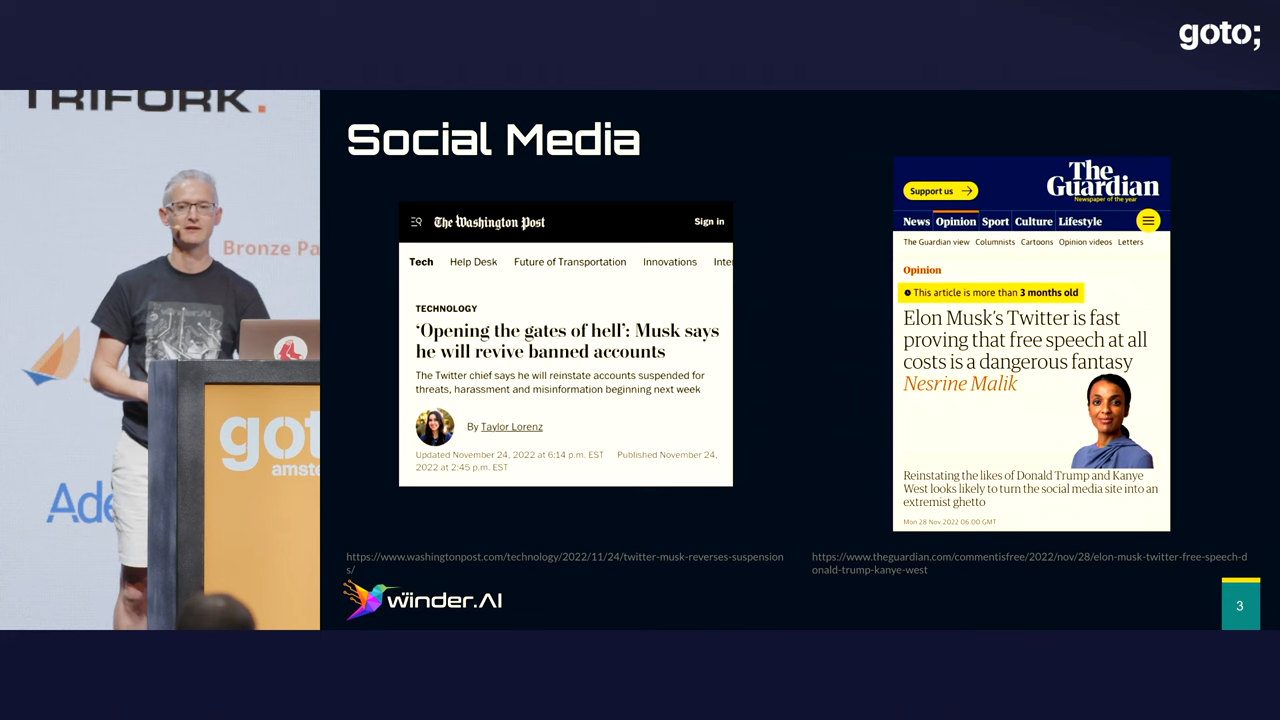 goto;
TRIFORK.
Bronze Pa
Ade
goto
amste
Social Media
The Washington Post
Sign in
Tech Help Desk Future of Transportation Innovations Inte
TECHNOLOGY
‘Opening the gates of hell’: Musk says
he will revive banned accounts
The Twitter chief says he will reinstate accounts suspended for
threats, harassment and misinformation beginning next week
By Taylor Lorenz
Updated November 24, 2022 at 6:14 p.m. EST Published November 24,
2022 at 2:45 p.m. EST
https://www.washingtonpost.com/technology/2022/11/24/twitter-musk-reverses-suspension
s/
Support us
The
Guardian
Newspaper of the year
News Opinion Sport Culture Lifestyle
The Guardian view Columnists Cartoons Opinion videos Letters
Opinion
This article is more than 3 months old
Elon Musk’s Twitter is fast
proving that free speech at all
costs is a dangerous fantasy
Nesrine Malik
Reinstating the likes of Donald Trump and Kanye
West looks likely to turn the social media site into an
extremist ghetto
Mon 28 Nov 2022 06.00 GMT
https://www.theguardian.com/commentisfree/2022/nov/28/elon-musk-twitter-free-speech-d
onald-trump-kanye-west
winder.AI
3